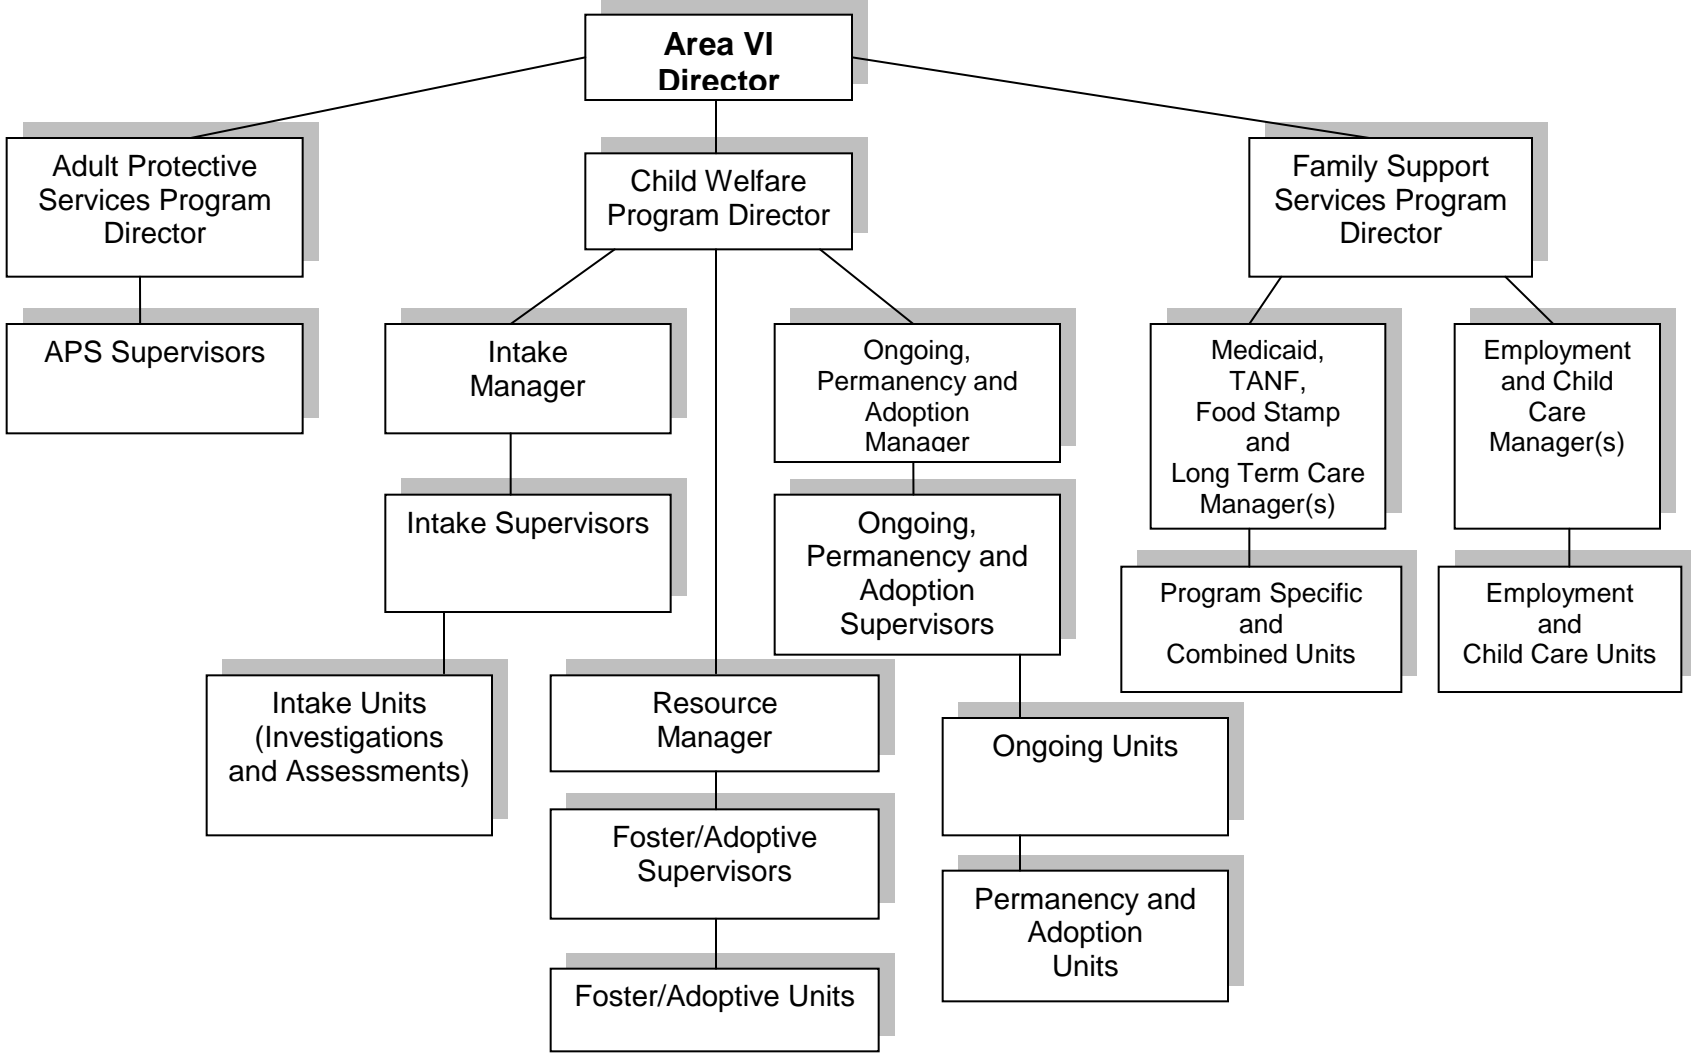 Area VI
Director
Adult Protective
Services Program
Director
Child Welfare
Program Director
Family Support
Services Program
Director
APS Supervisors
Intake
Manager
Ongoing,
Permanency and
Adoption
Manager
Medicaid,
TANF,
Food Stamp
and
Long Term Care
Manager(s)
Employment
and Child
Care
Manager(s)
Intake Supervisors
Ongoing,
Permanency and
Adoption
Supervisors
Program Specific
and
Combined Units
Employment
and
Child Care Units
Intake Units
(Investigations
and Assessments)
Resource
Manager
Ongoing Units
Foster/Adoptive
Supervisors
Permanency and
Adoption
Units
Foster/Adoptive Units